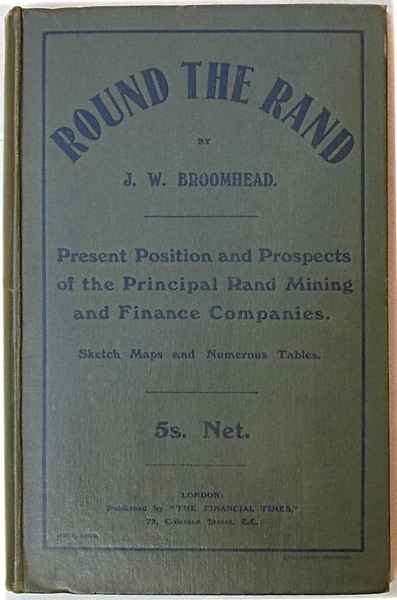 ROUND THE RAND
BY
J. W. BROOMHEAD.
Present Position and Prospects
of the Principal Rand Mining
and Finance Companies.
Sketch Maps and Numerous Tables.
5s. Net.
LONDON:
Published by "THE FINANCIAL TIMES,"
72, Coleman Street, E.C.